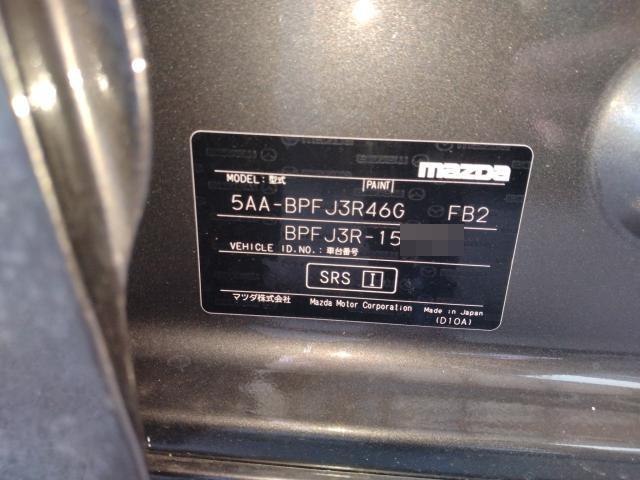 mazda
MODEL:型式 PAINT
5AA-BPFJ3R46G FB2
BPFJ3R-15
VEHICLE ID.NO.:車台番号
SRS I
マツダ株式会社 Mazda Motor Corporation Made in Japan
(D10A)